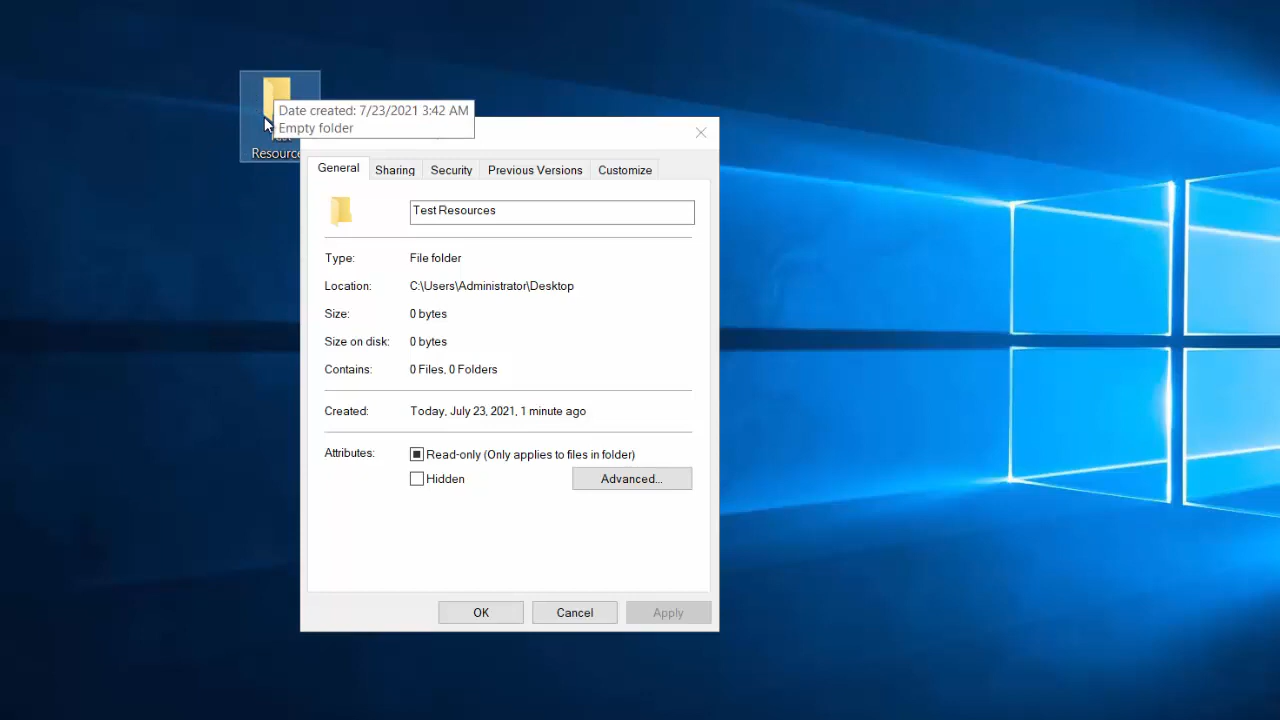 Date created: 7/23/2021 3:42 AM
Empty folder
Resource
General Sharing Security Previous Versions Customize
Test Resources
Type: File folder
Location: C:\Users\Administrator\Desktop
Size: 0 bytes
Size on disk: 0 bytes
Contains: 0 Files, 0 Folders
Created: Today, July 23, 2021, 1 minute ago
Attributes: Read-only (Only applies to files in folder)
Hidden Advanced...
OK Cancel Apply